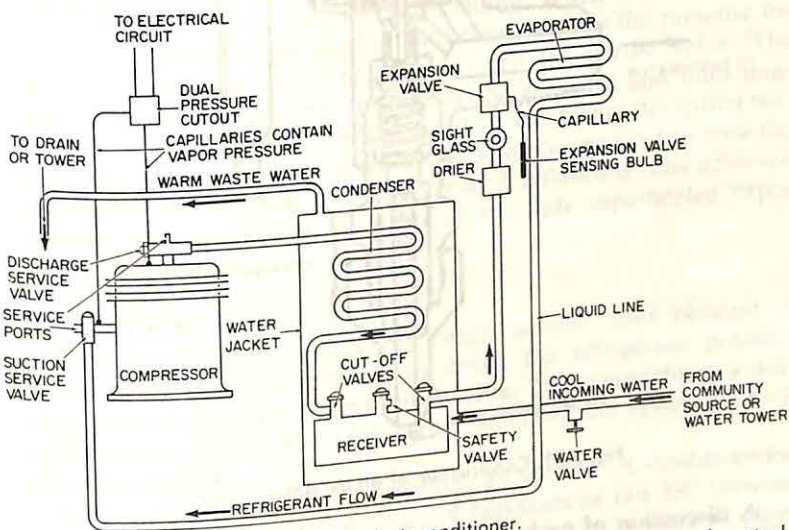 TO ELECTRICAL
CIRCUIT
DUAL
PRESSURE
CUTOUT
TO DRAIN
OR TOWER
CAPILLARIES CONTAIN
VAPOR PRESSURE
WARM WASTE WATER
CONDENSER
EXPANSION
VALVE
EVAPORATOR
CAPILLARY
SIGHT
GLASS
EXPANSION VALVE
SENSING BULB
DRIER
DISCHARGE
SERVICE
VALVE
SERVICE
PORTS
SUCTION
SERVICE
VALVE
COMPRESSOR
WATER
JACKET
CUT-OFF
VALVES
RECEIVER
SAFETY
VALVE
LIQUID LINE
COOL
INCOMING WATER
FROM
COMMUNITY
SOURCE OR
WATER TOWER
WATER
VALVE
REFRIGERANT FLOW
conditioner.